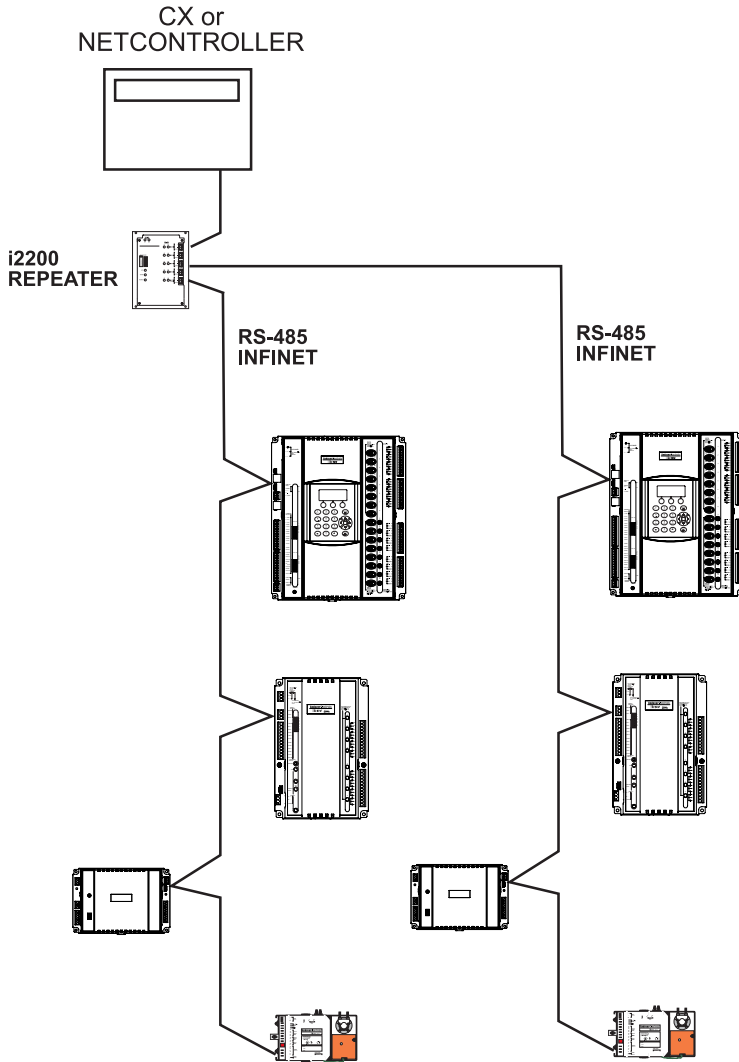 CX or
NETCONTROLLER
i2200
REPEATER
RS-485
INFINET
RS-485
INFINET